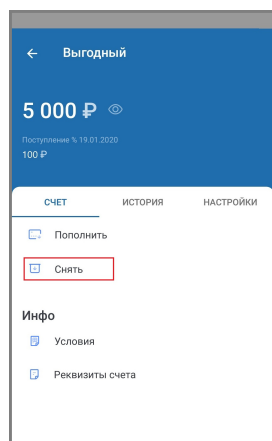 Выгодный
5 000 ₽
Поступление % 19.01.2020
100 ₽
СЧЕТ ИСТОРИЯ НАСТРОЙКИ
Пополнить
Снять
Инфо
Условия
Реквизиты счета